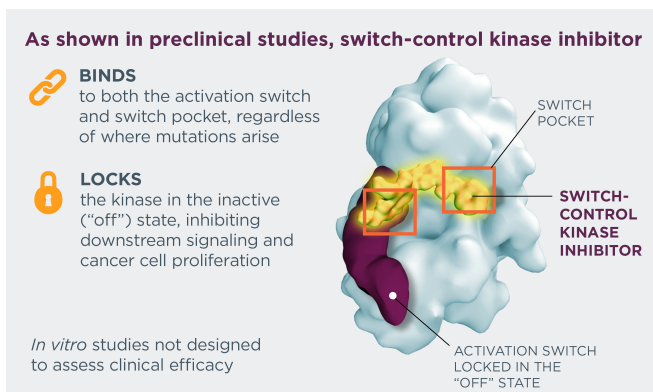 As shown in preclinical studies, switch-control kinase inhibitor
BINDS
to both the activation switch
and switch pocket, regardless
of where mutations arise
LOCKS
the kinase in the inactive
(“off”) state, inhibiting
downstream signaling and
cancer cell proliferation
In vitro studies not designed
to assess clinical efficacy
SWITCH
POCKET
SWITCH-
CONTROL
KINASE
INHIBITOR
ACTIVATION SWITCH
LOCKED IN THE
“OFF” STATE